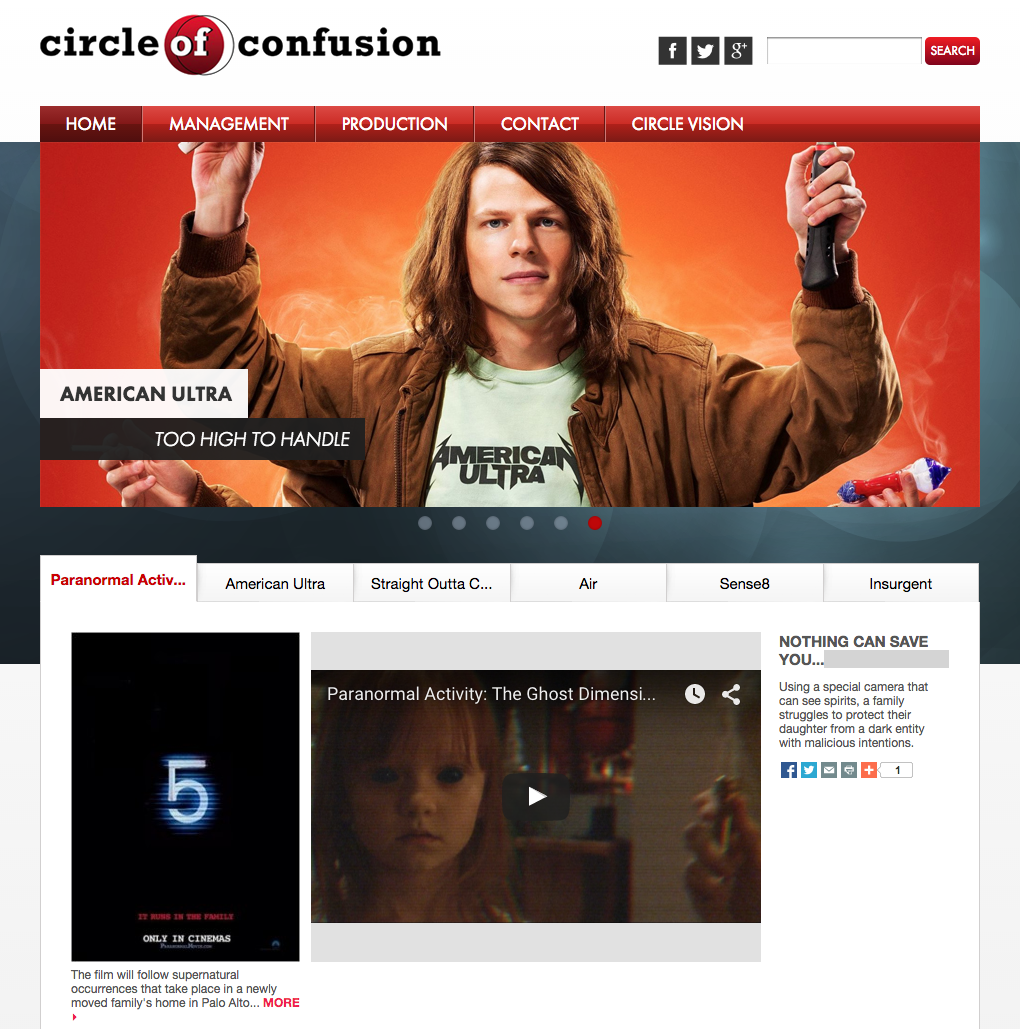 circle of confusion
f
g+
SEARCH
HOME
MANAGEMENT
PRODUCTION
CONTACT
CIRCLE VISION
AMERICAN ULTRA
TOO HIGH TO HANDLE
AMERICAN
ULTRA
Paranormal Activ...
American Ultra
Straight Outta C...
Air
Sense8
Insurgent
5
IT RUNS IN THE FAMILY
ONLY IN CINEMAS
Paranormal Activity: The Ghost Dimensi...
NOTHING CAN SAVE
YOU...
Using a special camera that
can see spirits, a family
struggles to protect their
daughter from a dark entity
with malicious intentions.
1
The film will follow supernatural
occurrences that take place in a newly
moved family's home in Palo Alto... MORE